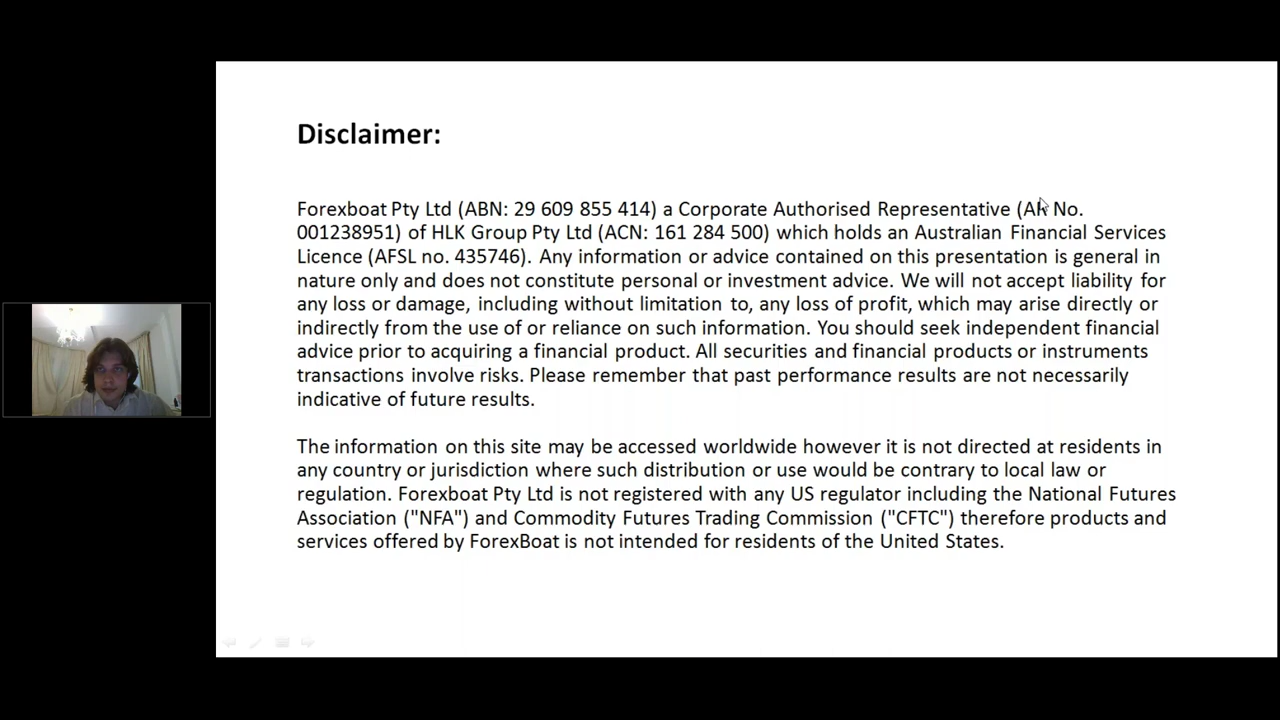 Disclaimer:
Forexboat Pty Ltd (ABN: 29 609 855 414) a Corporate Authorised Representative (AR No.
001238951) of HLK Group Pty Ltd (ACN: 161 284 500) which holds an Australian Financial Services
Licence (AFSL no. 435746). Any information or advice contained on this presentation is general in
nature only and does not constitute personal or investment advice. We will not accept liability for
any loss or damage, including without limitation to, any loss of profit, which may arise directly or
indirectly from the use of or reliance on such information. You should seek independent financial
advice prior to acquiring a financial product. All securities and financial products or instruments
transactions involve risks. Please remember that past performance results are not necessarily
indicative of future results.
The information on this site may be accessed worldwide however it is not directed at residents in
any country or jurisdiction where such distribution or use would be contrary to local law or
regulation. Forexboat Pty Ltd is not registered with any US regulator including the National Futures
Association ("NFA") and Commodity Futures Trading Commission ("CFTC") therefore products and
services offered by ForexBoat is not intended for residents of the United States.